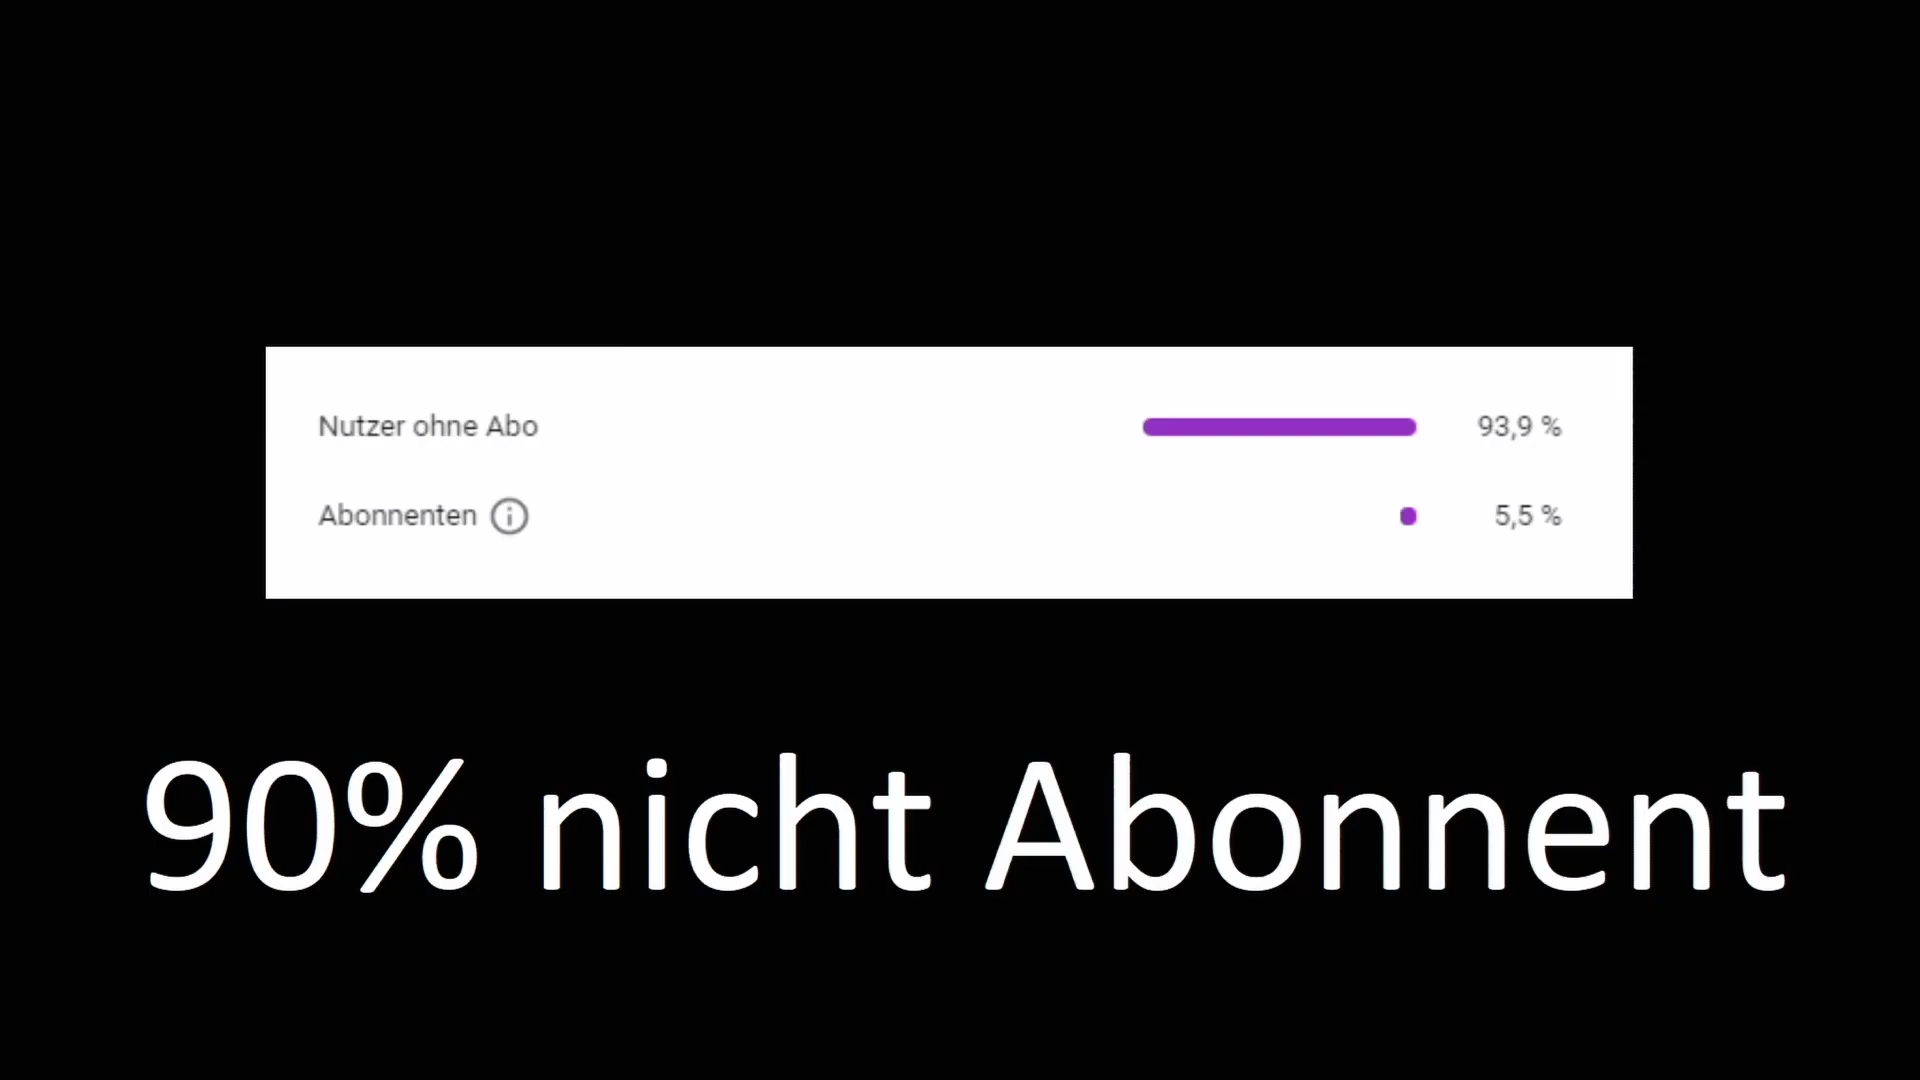 Nutzer ohne Abo 93,9 %
Abonnenten 5,5 %
90% nicht Abonnent